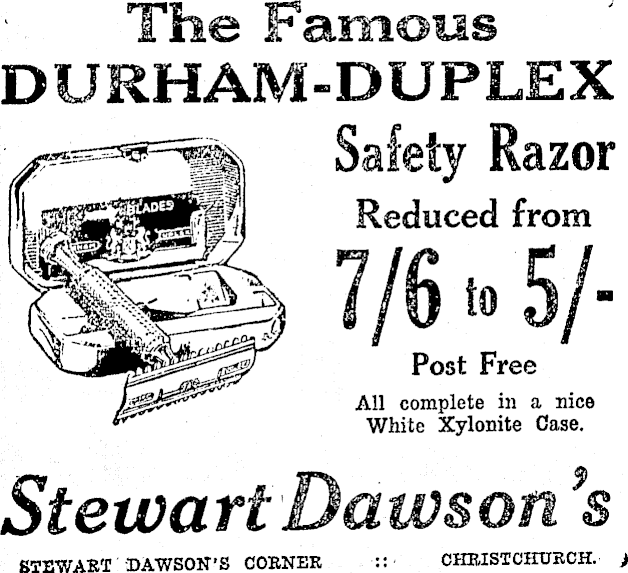 The Famous
DURHAM-DUPLEX
Safety Razor
Reduced from
7/6 to 5/-
Post Free
All complete in a nice
White Xylonite Case.
BLADES
Stewart Dawson's
STEWART DAWSON'S CORNER :: CHRISTCHURCH.